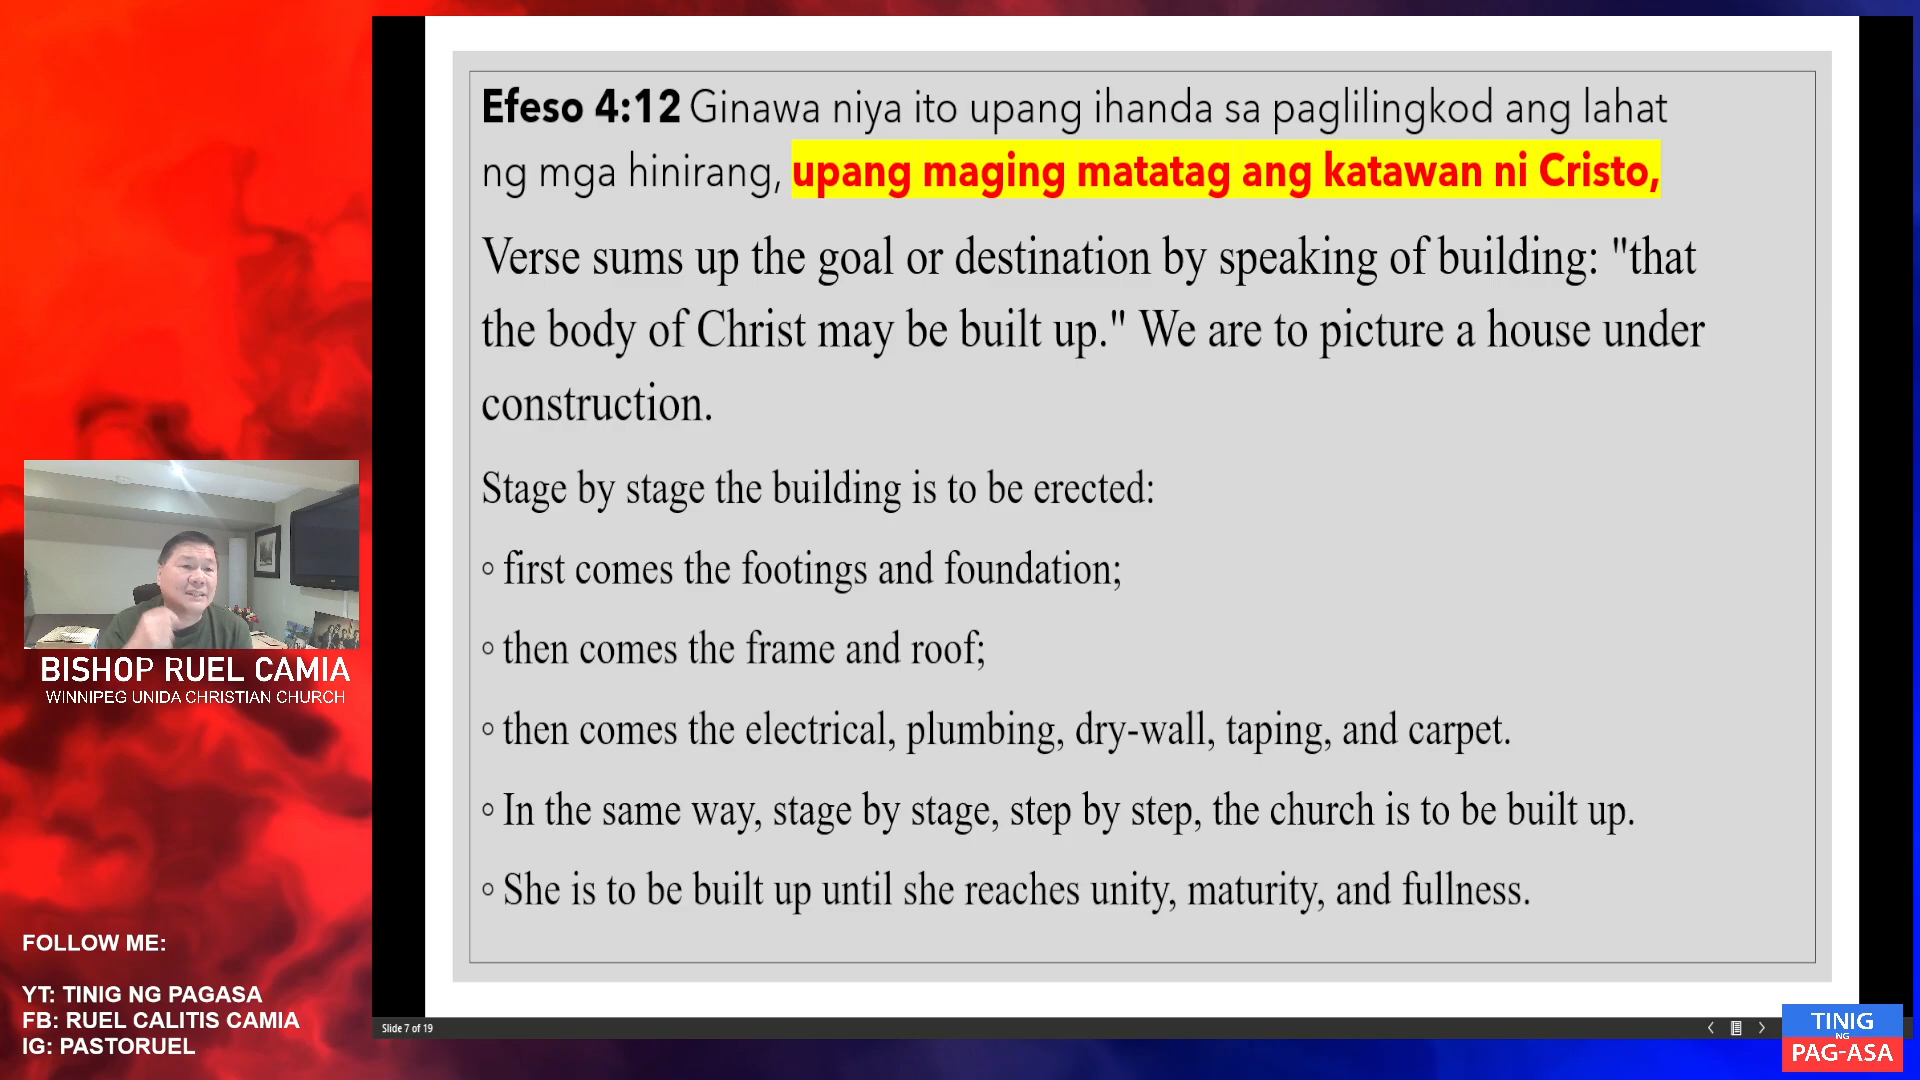 Efeso 4:12 Ginawa niya ito upang ihanda sa paglilingkod ang lahat
ng mga hinirang, upang maging matatag ang katawan ni Cristo,
Verse sums up the goal or destination by speaking of building: "that
the body of Christ may be built up." We are to picture a house under
construction.
Stage by stage the building is to be erected:
◦ first comes the footings and foundation;
◦ then comes the frame and roof;
◦ then comes the electrical, plumbing, dry-wall, taping, and carpet.
◦ In the same way, stage by stage, step by step, the church is to be built up.
◦ She is to be built up until she reaches unity, maturity, and fullness.
BISHOP RUEL CAMIA
WINNIPEG UNIDA CHRISTIAN CHURCH
FOLLOW ME:
YT: TINIG NG PAGASA
FB: RUEL CALITIS CAMIA
IG: PASTORUEL
Slide 7 of 19
TINIG
NG
PAG-ASA